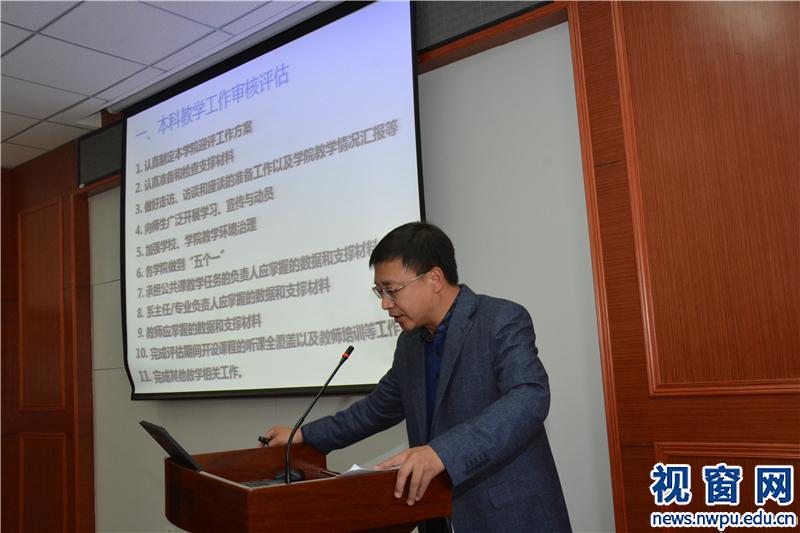 一、本科教学工作审核评估
1. 认真制定本学院迎评工作方案
2. 认真准备和检查支撑材料
3. 做好走访、访谈和座谈的准备工作以及学院教学情况汇报等
4. 向师生广泛开展学习、宣传与动员
5. 加强学校、学院教学环境治理
6. 各学院做到“五个一”
7. 承担公共课教学任务的负责人应掌握的数据和支撑材料
8. 系主任/专业负责人应掌握的数据和支撑材料
9. 教师应掌握的数据和支撑材料
10. 完成评估期间开设课程的听课全覆盖以及教师培训等工作
11. 完成其他教学相关工作。
视窗网
news.nwpu.edu.cn